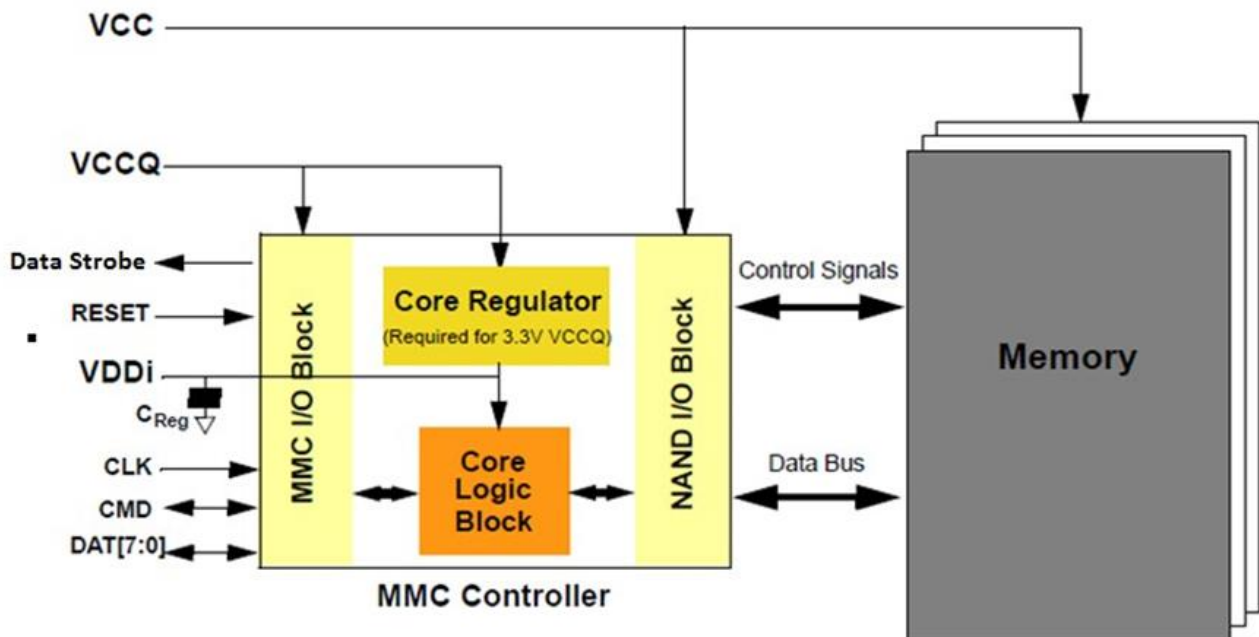 VCC
VCCQ
Data Strobe
RESET
VDDi
C Reg
CLK
CMD
DAT[7:0]
MMC I/O Block
Core Regulator
(Required for 3.3V VCCQ)
Core
Logic
Block
NAND I/O Block
MMC Controller
Control Signals
Data Bus
Memory